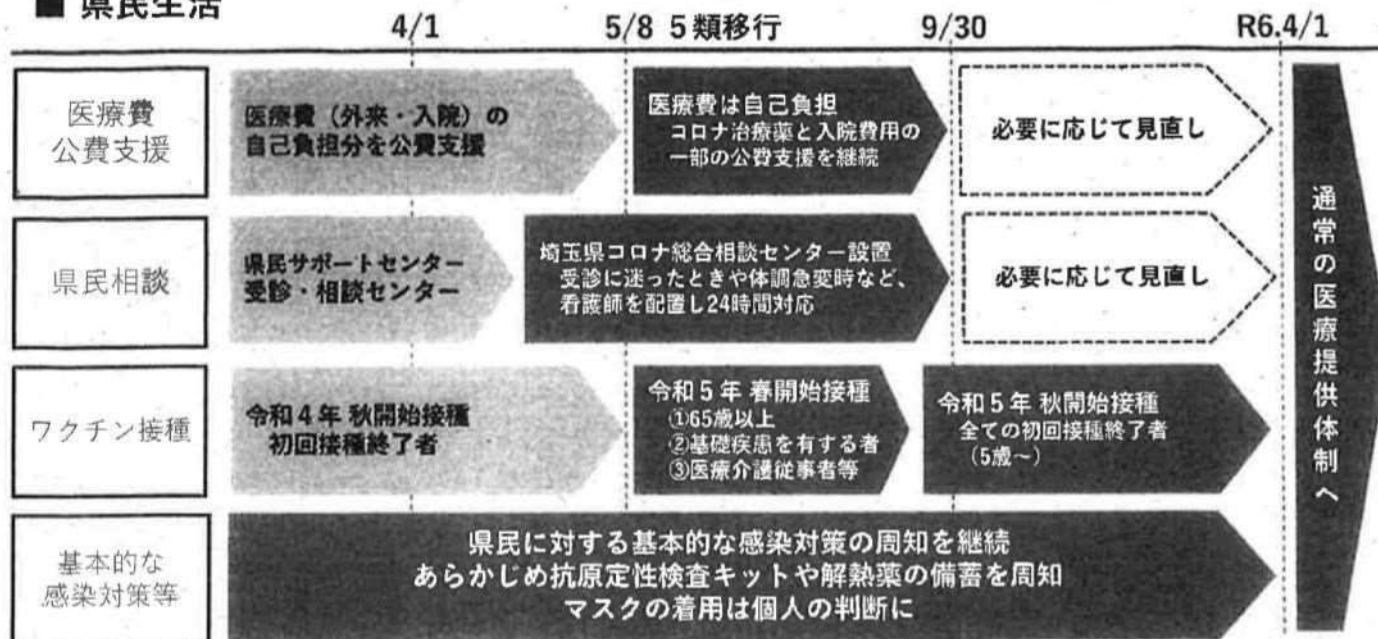 ■ 県民生活
4/1
5/8 5類移行
9/30
R6.4/1
医療費
公費支援
医療費（外来・入院）の
自己負担分を公費支援
医療費は自己負担
コロナ治療薬と入院費用の
一部の公費支援を継続
必要に応じて見直し
県民相談
県民サポートセンター
受診・相談センター
埼玉県コロナ総合相談センター設置
受診に迷ったときや体調急変時など、
看護師を配置し24時間対応
必要に応じて見直し
ワクチン接種
令和4年 秋開始接種
初回接種終了者
令和5年 春開始接種
①65歳以上
②基礎疾患を有する者
③医療介護従事者等
令和5年 秋開始接種
全ての初回接種終了者
（5歳～）
基本的な
感染対策等
県民に対する基本的な感染対策の周知を継続
あらかじめ抗原定性検査キットや解熱薬の備蓄を周知
マスクの着用は個人の判断に
通常の医療提供体制へ